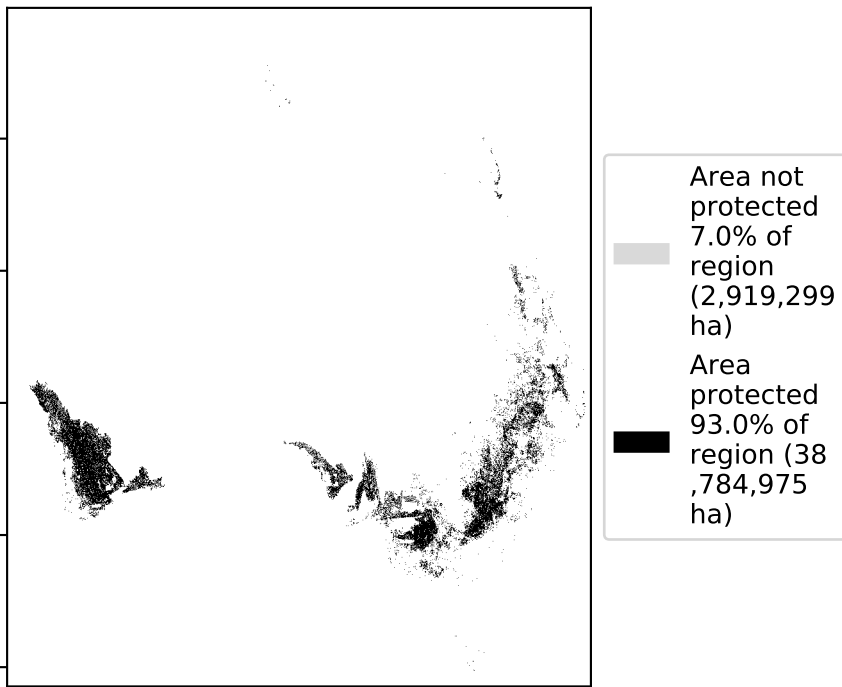 Area not
protected
7.0% of
region
(2,919,299
ha)
Area
protected
93.0% of
region (38
,784,975
ha)